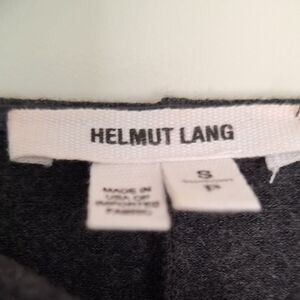 HELMUT LANG
S
P
MADE IN
USA OF
IMPORTED
FABRIC